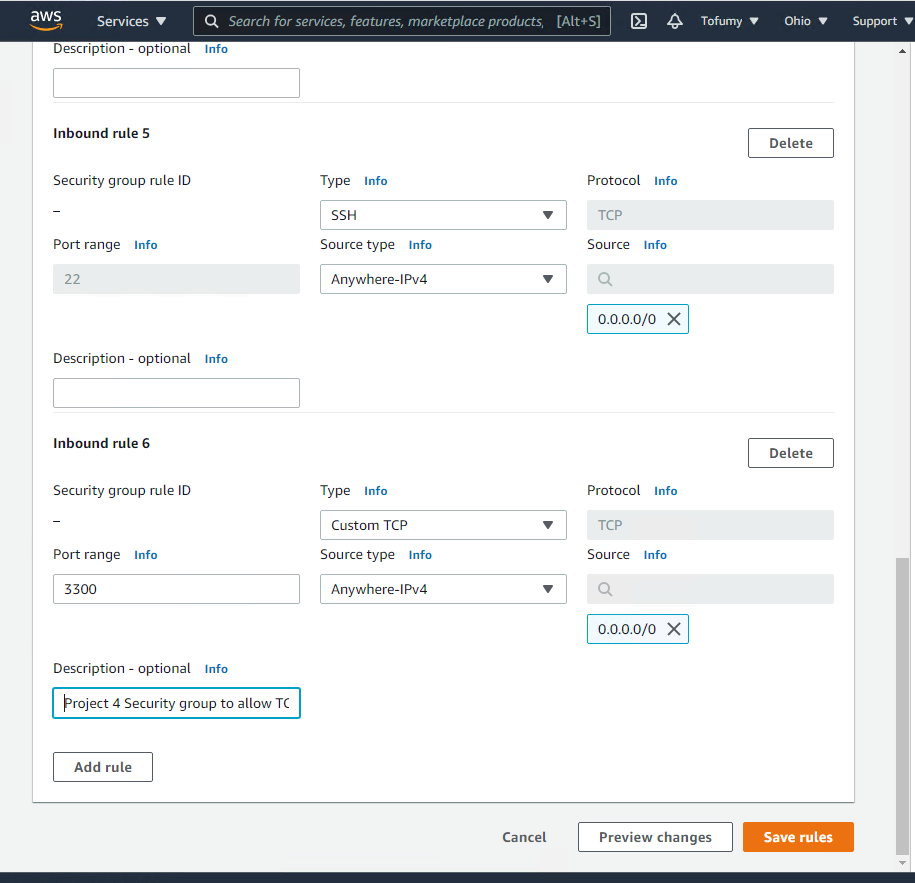 aws Services Search for services, features, marketplace products, [Alt+S] Tofumy Ohio Support
Description - optional Info
Inbound rule 5
Delete
Security group rule ID Type Info Protocol Info
– SSH TCP
Port range Info Source type Info Source Info
22 Anywhere-IPv4
0.0.0.0/0
Description - optional Info
Inbound rule 6
Delete
Security group rule ID Type Info Protocol Info
– Custom TCP TCP
Port range Info Source type Info Source Info
3300 Anywhere-IPv4
0.0.0.0/0
Description - optional Info
Project 4 Security group to allow TC
Add rule
Cancel Preview changes Save rules